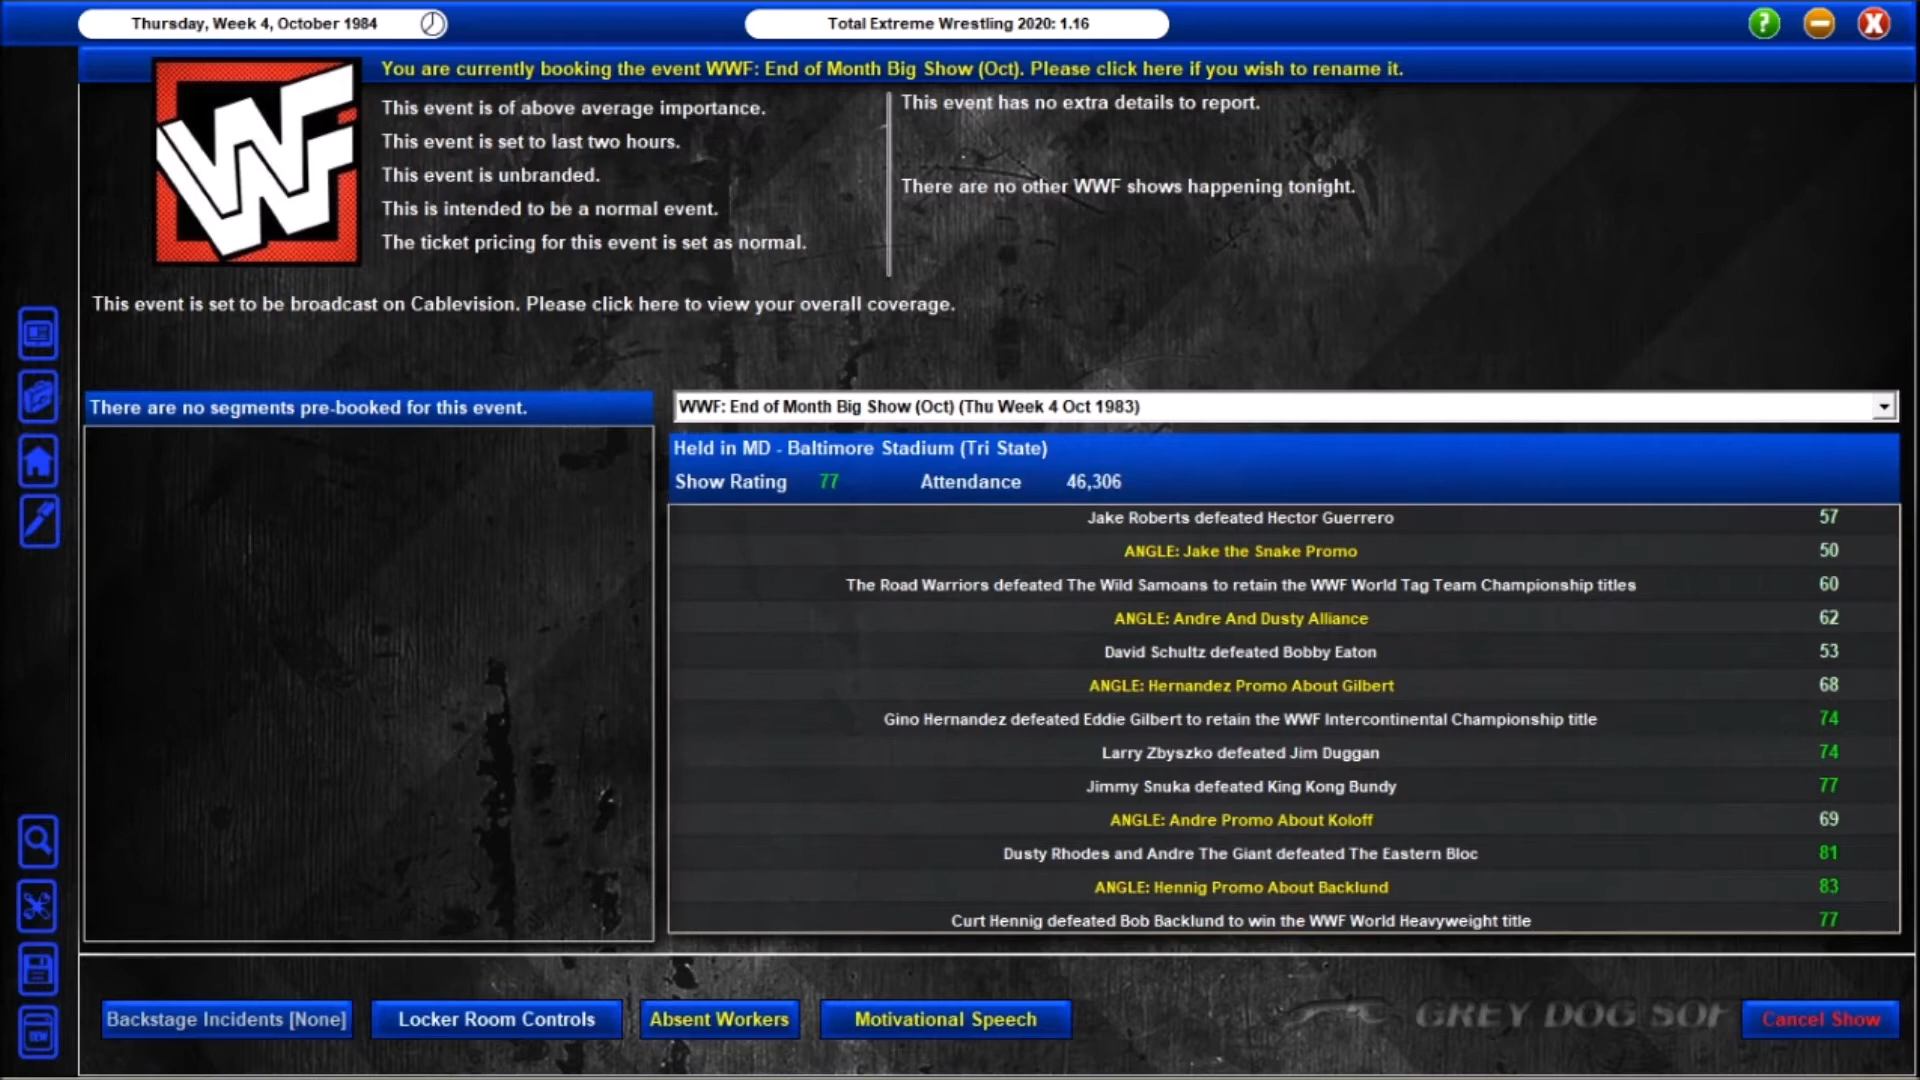 Thursday, Week 4, October 1984
Total Extreme Wrestling 2020: 1.16
?
X
You are currently booking the event WWF: End of Month Big Show (Oct). Please click here if you wish to rename it.
This event is of above average importance.
This event is set to last two hours.
This event is unbranded.
This is intended to be a normal event.
The ticket pricing for this event is set as normal.
This event has no extra details to report.
There are no other WWF shows happening tonight.
This event is set to be broadcast on Cablevision. Please click here to view your overall coverage.
There are no segments pre-booked for this event.
WWF: End of Month Big Show (Oct) (Thu Week 4 Oct 1983)
Held in MD - Baltimore Stadium (Tri State)
Show Rating 77 Attendance 46,306
Jake Roberts defeated Hector Guerrero 57
ANGLE: Jake the Snake Promo 50
The Road Warriors defeated The Wild Samoans to retain the WWF World Tag Team Championship titles 60
ANGLE: Andre And Dusty Alliance 62
David Schultz defeated Bobby Eaton 53
ANGLE: Hernandez Promo About Gilbert 68
Gino Hernandez defeated Eddie Gilbert to retain the WWF Intercontinental Championship title 74
Larry Zbyszko defeated Jim Duggan 74
Jimmy Snuka defeated King Kong Bundy 77
ANGLE: Andre Promo About Koloff 69
Dusty Rhodes and Andre The Giant defeated The Eastern Bloc 81
ANGLE: Hennig Promo About Backlund 83
Curt Hennig defeated Bob Backlund to win the WWF World Heavyweight title 77
Backstage Incidents [None]
Locker Room Controls
Absent Workers
Motivational Speech
GREY DOG SOF
Cancel Show